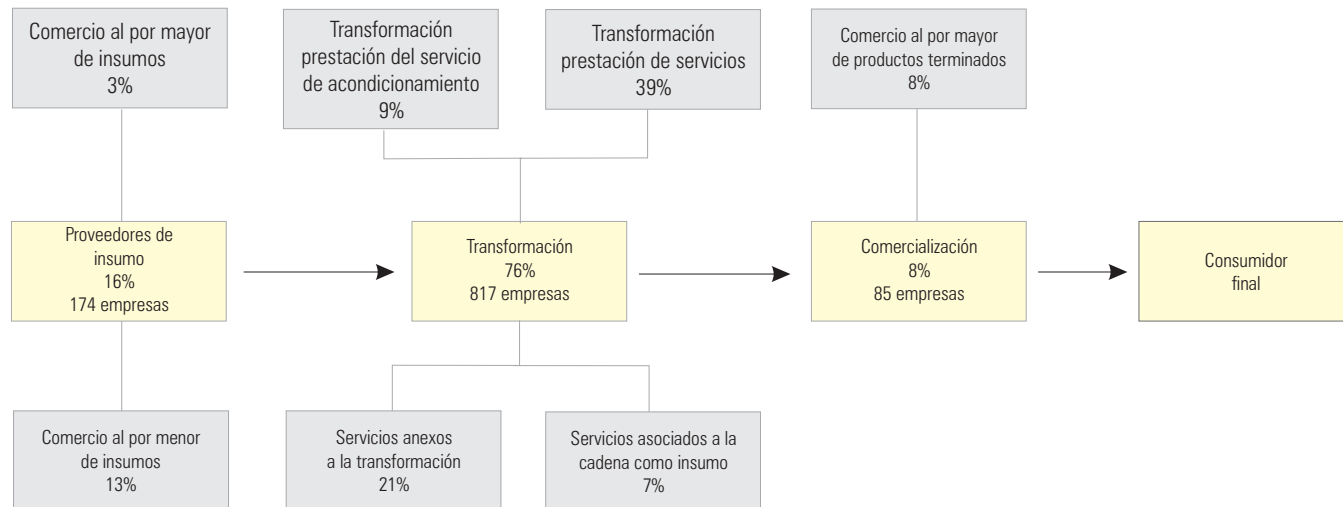 Comercio al por mayor
de insumos
3%
Transformación
prestación del servicio
de acondicionamiento
9%
Transformación
prestación de servicios
39%
Comercio al por mayor
de productos terminados
8%
Proveedores de
insumo
16%
174 empresas
Transformación
76%
817 empresas
Comercialización
8%
85 empresas
Consumidor
final
Comercio al por menor
de insumos
13%
Servicios anexos
a la transformación
21%
Servicios asociados a la
cadena como insumo
7%